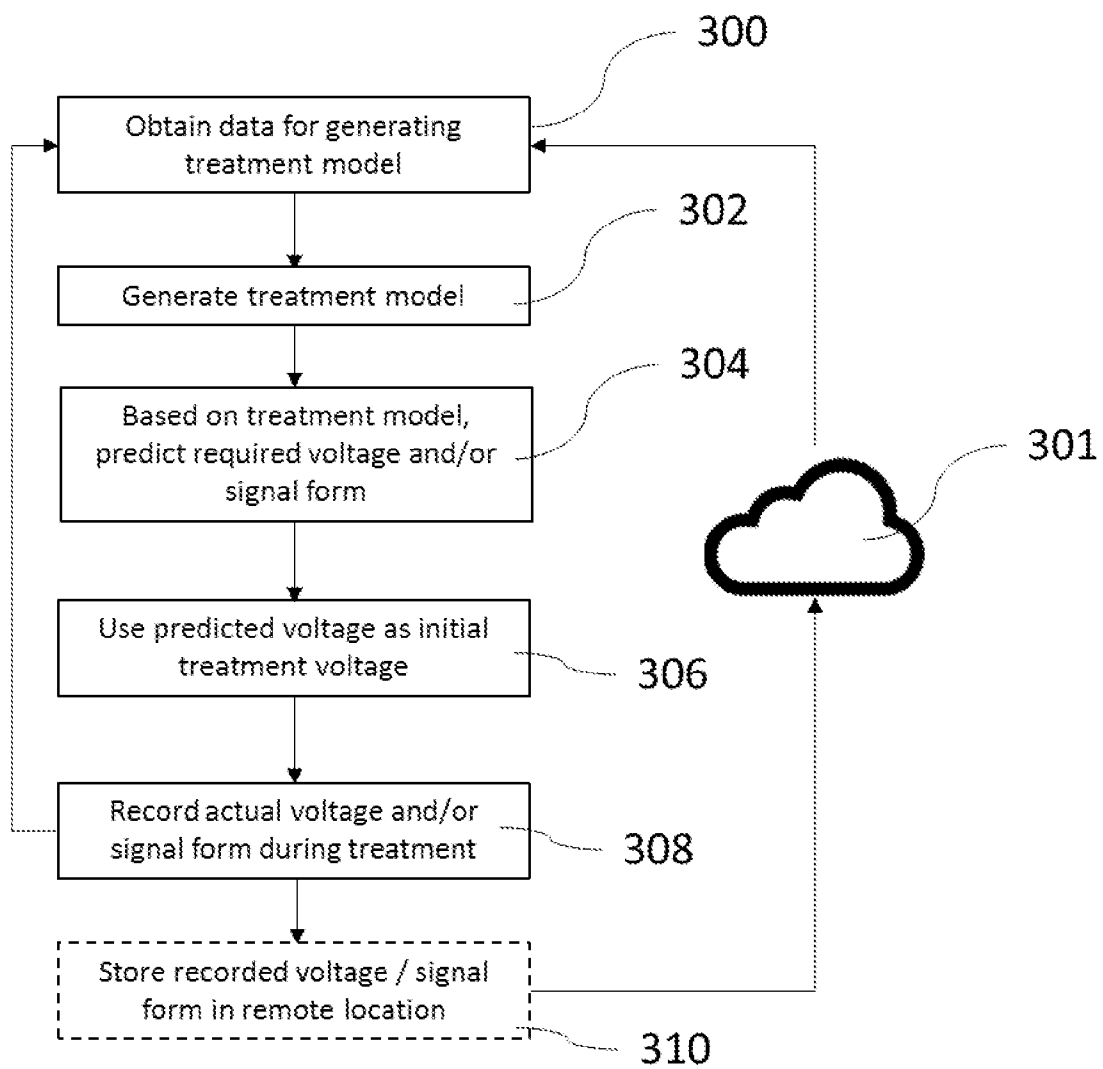 300
Obtain data for generating
treatment model
302
Generate treatment model
304
Based on treatment model,
predict required voltage and/or
signal form
301
Use predicted voltage as initial
treatment voltage
306
Record actual voltage and/or
signal form during treatment
308
Store recorded voltage / signal
form in remote location
310